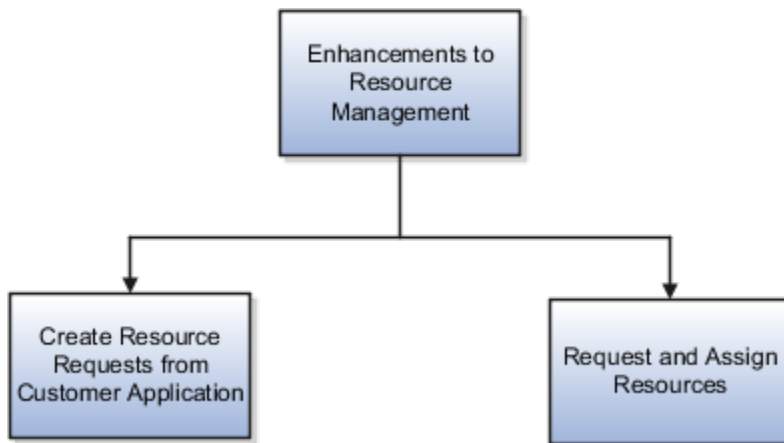 Enhancements to
Resource
Management
Create Resource
Requests from
Customer Application
Request and Assign
Resources